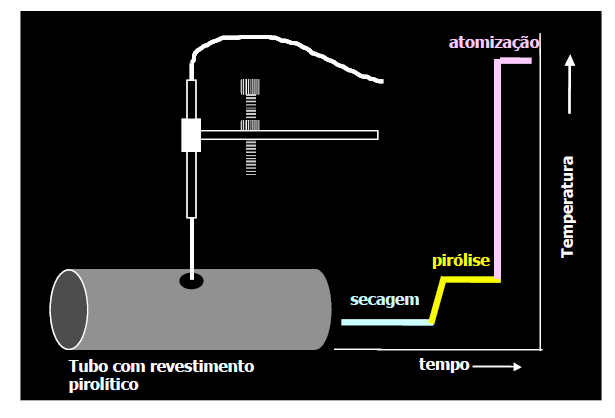 atomização
Temperatura
pirólise
secagem
tempo
Tubo com revestimento
pirolítico